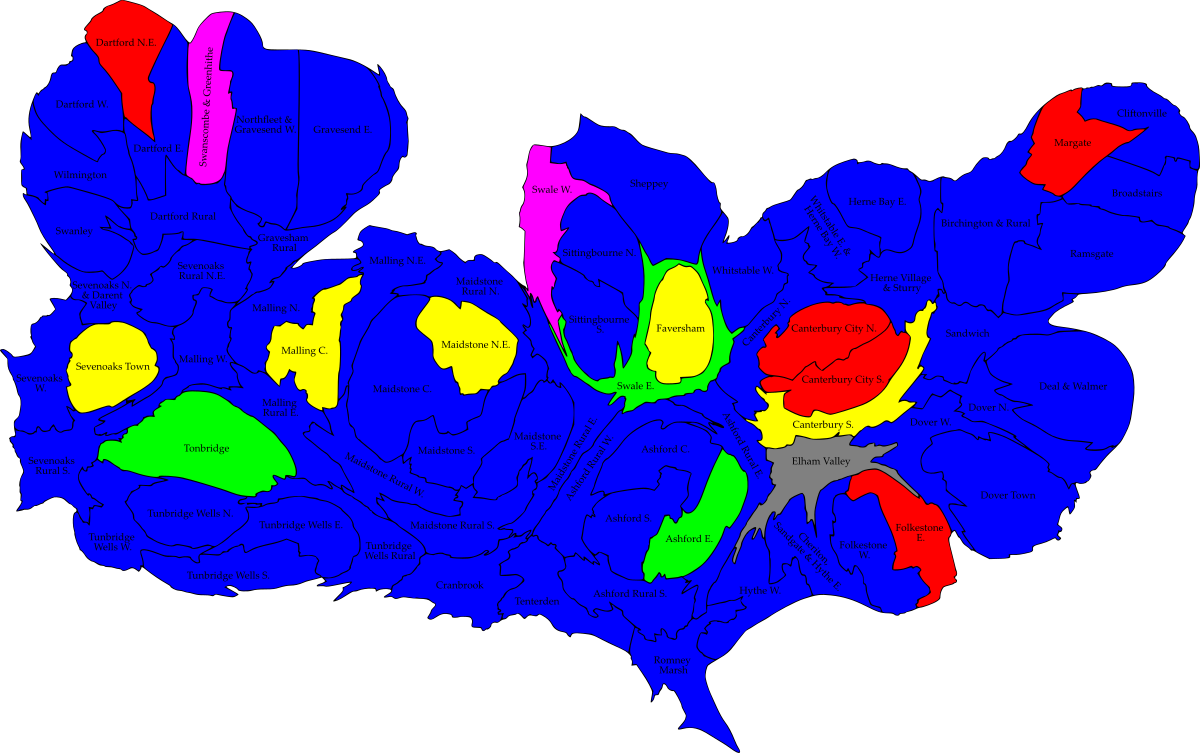 Dartford N.E.
Swanscombe & Greenhithe
Dartford W.
Northfleet &
Gravesend W.
Gravesend E.
Dartford E.
Wilmington
Dartford Rural
Swanley
Gravesham
Rural
Sevenoaks
Rural N.E.
Sevenoaks N.
& Darent
Valley
Malling N.E.
Malling N.
Maidstone
Rural N.
Sevenoaks Town
Malling W.
Malling C.
Maidstone N.E.
Sevenoaks
W.
Malling
Rural E.
Maidstone C.
Tonbridge
Sevenoaks
Rural S.
Maidstone S.
Maidstone
S.E.
Maidstone Rural W.
Maidstone Rural E.
Maidstone Rural S.
Tunbridge Wells N.
Tunbridge Wells E.
Tunbridge
Wells W.
Tunbridge
Wells Rural
Tunbridge Wells S.
Cranbrook
Tenterden
Swale W.
Sheppey
Sittingbourne N.
Sittingbourne
S.
Faversham
Swale E.
Whitstable W.
Whitstable E. &
Herne Bay W.
Herne Bay E.
Herne Village
& Sturry
Birchington & Rural
Margate
Cliftonville
Broadstairs
Ramsgate
Canterbury N.
Canterbury City N.
Canterbury City S.
Canterbury S.
Sandwich
Deal & Walmer
Dover N.
Dover W.
Dover Town
Elham Valley
Ashford Rural W.
Ashford Rural E.
Ashford C.
Ashford S.
Ashford E.
Ashford Rural S.
Folkestone
E.
Folkestone
W.
Cheriton,
Sandgate & Hythe E.
Hythe W.
Romney
Marsh